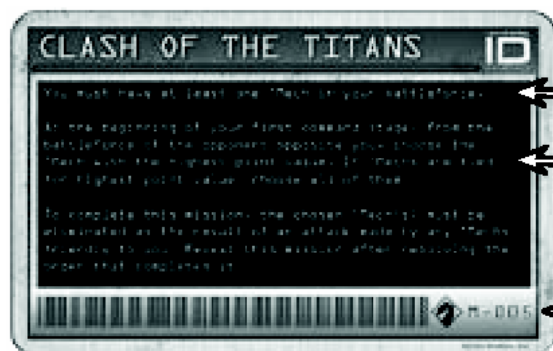 CLASH OF THE TITANS ID
You must have at least one 'Mech in your battleforce.
At the beginning of your first command stage, from the
battleforce of the opponent opposite you, choose the
'Mech with the highest point value. If 'Mechs are tied
for highest point value, choose all of them.
To complete this mission, the chosen 'Mech(s) must be
eliminated as the result of an attack made by any 'Mechs
friendly to you. Reveal this mission after resolving the
order that completes it.
M-005